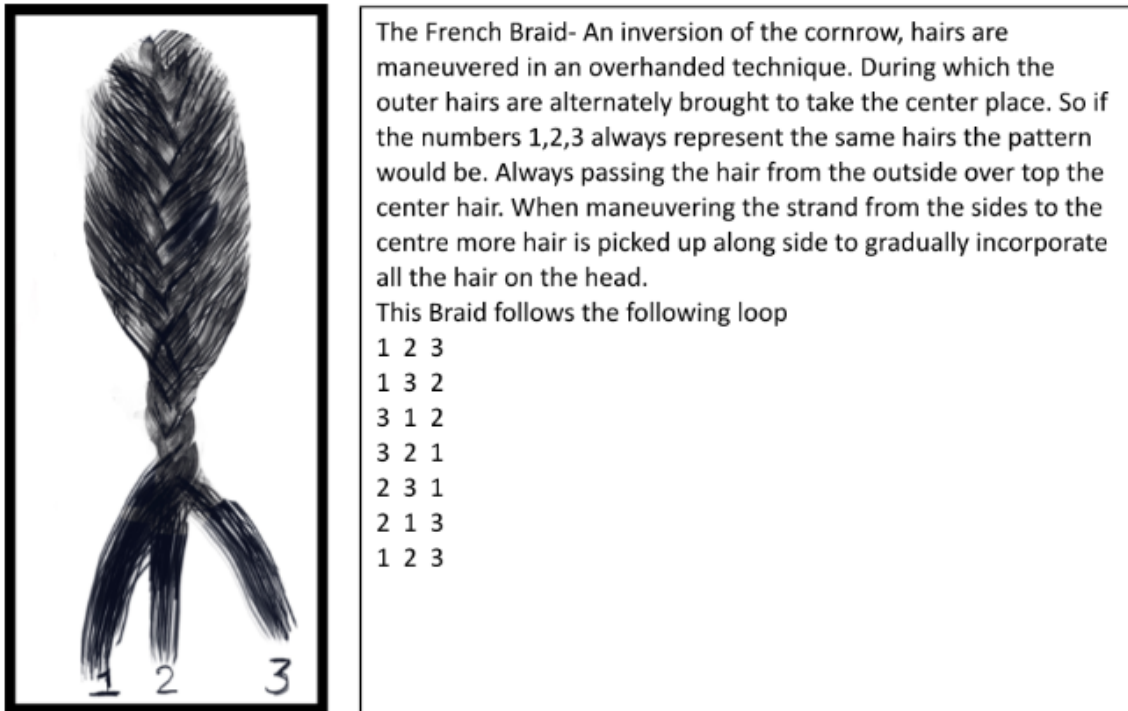 The French Braid- An inversion of the cornrow, hairs are
maneuvered in an overhanded technique. During which the
outer hairs are alternately brought to take the center place. So if
the numbers 1,2,3 always represent the same hairs the pattern
would be. Always passing the hair from the outside over top the
center hair. When maneuvering the strand from the sides to the
centre more hair is picked up along side to gradually incorporate
all the hair on the head.
This Braid follows the following loop
1 2 3
1 3 2
3 1 2
3 2 1
2 3 1
2 1 3
1 2 3
1 2 3